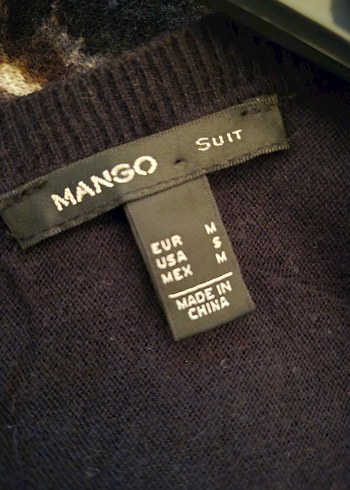 MANGO SUIT
EUR M
USA S
MEX M
MADE IN
CHINA